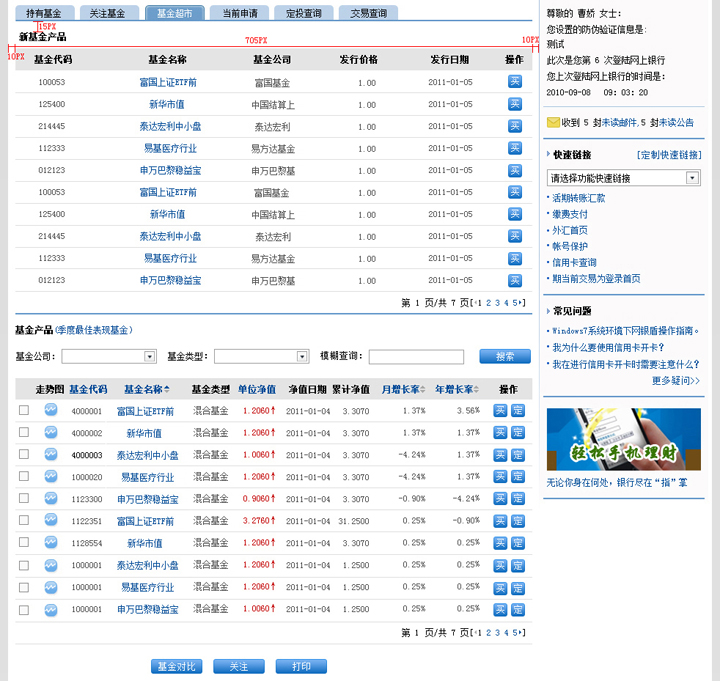 持有基金 关注基金 基金超市 当前申请 定投查询 交易查询
15PX
新基金产品
10PX 705PX 10PX
基金代码 基金名称 基金公司 发行价格 发行日期 操作
100053 富国上证ETF前 富国基金 1.00 2011-01-05 买
125400 新华市值 中国结算上 1.00 2011-01-05 买
214445 泰达宏利中小盘 泰达宏利 1.00 2011-01-05 买
112333 易基医疗行业 易方达基金 1.00 2011-01-05 买
012123 申万巴黎稳益宝 申万巴黎基 1.00 2011-01-05 买
100053 富国上证ETF前 富国基金 1.00 2011-01-05 买
125400 新华市值 中国结算上 1.00 2011-01-05 买
214445 泰达宏利中小盘 泰达宏利 1.00 2011-01-05 买
112333 易基医疗行业 易方达基金 1.00 2011-01-05 买
012123 申万巴黎稳益宝 申万巴黎基 1.00 2011-01-05 买
第 1 页/共 7 页[ 1 2 3 4 5 ]
基金产品(季度最佳表现基金)
基金公司: 基金类型: 模糊查询: 搜索
走势图 基金代码 基金名称 基金类型 单位净值 净值日期 累计净值 月增长率 年增长率 操作
4000001 富国上证ETF前 混合基金 1.2060↑ 2011-01-04 3.3070 1.37% 3.56% 买 定
4000002 新华市值 混合基金 1.2060↑ 2011-01-04 3.3070 1.37% 1.37% 买 定
4000003 泰达宏利中小盘 混合基金 1.0060↑ 2011-01-04 3.3070 -4.24% 1.37% 买 定
1000020 易基医疗行业 混合基金 1.2060↑ 2011-01-04 3.3070 -4.24% 1.37% 买 定
1123300 申万巴黎稳益宝 混合基金 0.9060↑ 2011-01-04 3.3070 -0.90% -4.24% 买 定
1122351 富国上证ETF前 混合基金 3.2760↑ 2011-01-04 31.2500 0.25% -0.90% 买 定
1128554 新华市值 混合基金 1.2060↑ 2011-01-04 3.3070 0.25% 0.25% 买 定
1000001 泰达宏利中小盘 混合基金 1.2060↑ 2011-01-04 1.2500 0.25% 0.25% 买 定
1000001 易基医疗行业 混合基金 1.2060↑ 2011-01-04 1.2500 0.25% 0.25% 买 定
1000001 申万巴黎稳益宝 混合基金 1.0060↑ 2011-01-04 1.2500 0.25% 0.25% 买 定
第 1 页/共 7 页[ 1 2 3 4 5 ]
基金对比 关注 打印
尊敬的 曹娇 女士:
您设置的防伪验证信息是:
测试
此次是您第 6 次登陆网上银行
您上次登陆网上银行的时间是:
2010-09-08 09: 03: 20
收到 5 封未读邮件,5 封未读公告
快速链接 [定制快速链接]
请选择功能快速链接
活期转账汇款
缴费支付
外汇首页
帐号保护
信用卡查询
期当前交易为登录首页
常见问题
Windows7系统环境下网银盾操作指南。
我为什么要使用信用卡开卡?
我在进行信用卡开卡时需要注意什么?
更多疑问>>
轻松手机理财
无论你身在何处, 银行尽在“指”掌